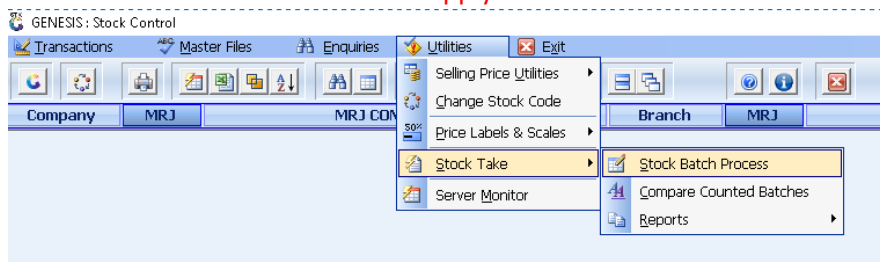 GENESIS : Stock Control
Transactions Master Files Enquiries Utilities Exit
Selling Price Utilities
Change Stock Code
Company MRJ MRJ CON Branch MRJ
Price Labels & Scales
Stock Take Stock Batch Process
Server Monitor Compare Counted Batches
Reports